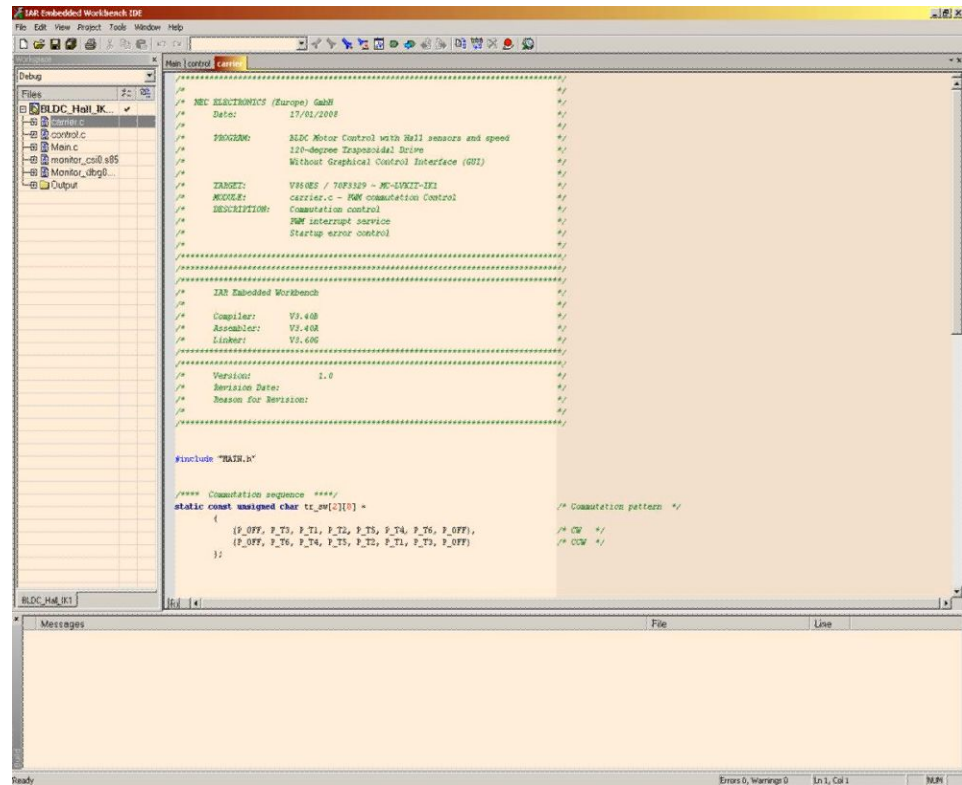 IAR Embedded Workbench IDE
File Edit View Project Tools Window Help
Workspace
Debug
Files
BLDC_Hall_IK...
carrier.c
control.c
Main.c
monitor_csi0.s85
Monitor_dbg0...
Output
BLDC_Hall_IK1
Main control carrier
/******************************************************************************/
/* */
/* NEC ELECTRONICS (Europe) GmbH */
/* Date: 17/01/2008 */
/* */
/* PROGRAM: BLDC Motor Control with Hall sensors and speed */
/* 120-degree Trapezoidal Drive */
/* Without Graphical Control Interface (GUI) */
/* */
/* TARGET: V850ES / 70F3329 - MC-LVKIT-IK1 */
/* MODULE: carrier.c - PWM commutation Control */
/* DESCRIPTION: Commutation control */
/* PWM interrupt service */
/* Startup error control */
/* */
/******************************************************************************/
/******************************************************************************/
/******************************************************************************/
/* IAR Embedded Workbench */
/* */
/* Compiler: V3.40B */
/* Assembler: V3.40A */
/* Linker: V3.60G */
/******************************************************************************/
/******************************************************************************/
/* Version: 1.0 */
/* Revision Date: */
/* Reason for Revision: */
/* */
/******************************************************************************/
#include "MAIN.h"
/**** Commutation sequence ****/
static const unsigned char tr_sw[2][8] = /* Commutation pattern */
{
{P_OFF, P_T3, P_T1, P_T2, P_T5, P_T4, P_T6, P_OFF}, /* CW */
{P_OFF, P_T6, P_T4, P_T5, P_T2, P_T1, P_T3, P_OFF} /* CCW */
};
Messages File Line
Ready Errors 0, Warnings 0 Ln 1, Col 1 NUM